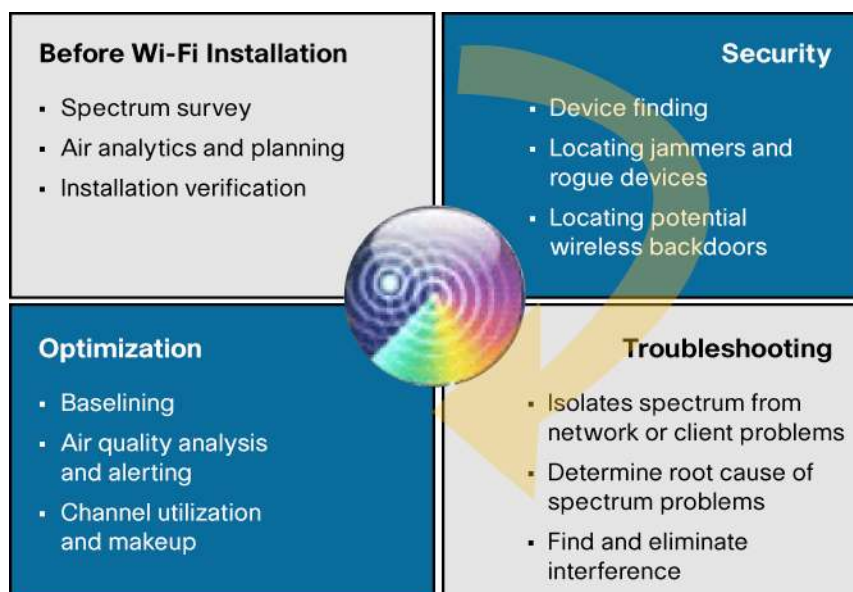 Before Wi-Fi Installation
▪ Spectrum survey
▪ Air analytics and planning
▪ Installation verification
Security
▪ Device finding
▪ Locating jammers and
rogue devices
▪ Locating potential
wireless backdoors
Optimization
▪ Baselining
▪ Air quality analysis
and alerting
▪ Channel utilization
and makeup
Troubleshooting
▪ Isolates spectrum from
network or client problems
▪ Determine root cause of
spectrum problems
▪ Find and eliminate
interference